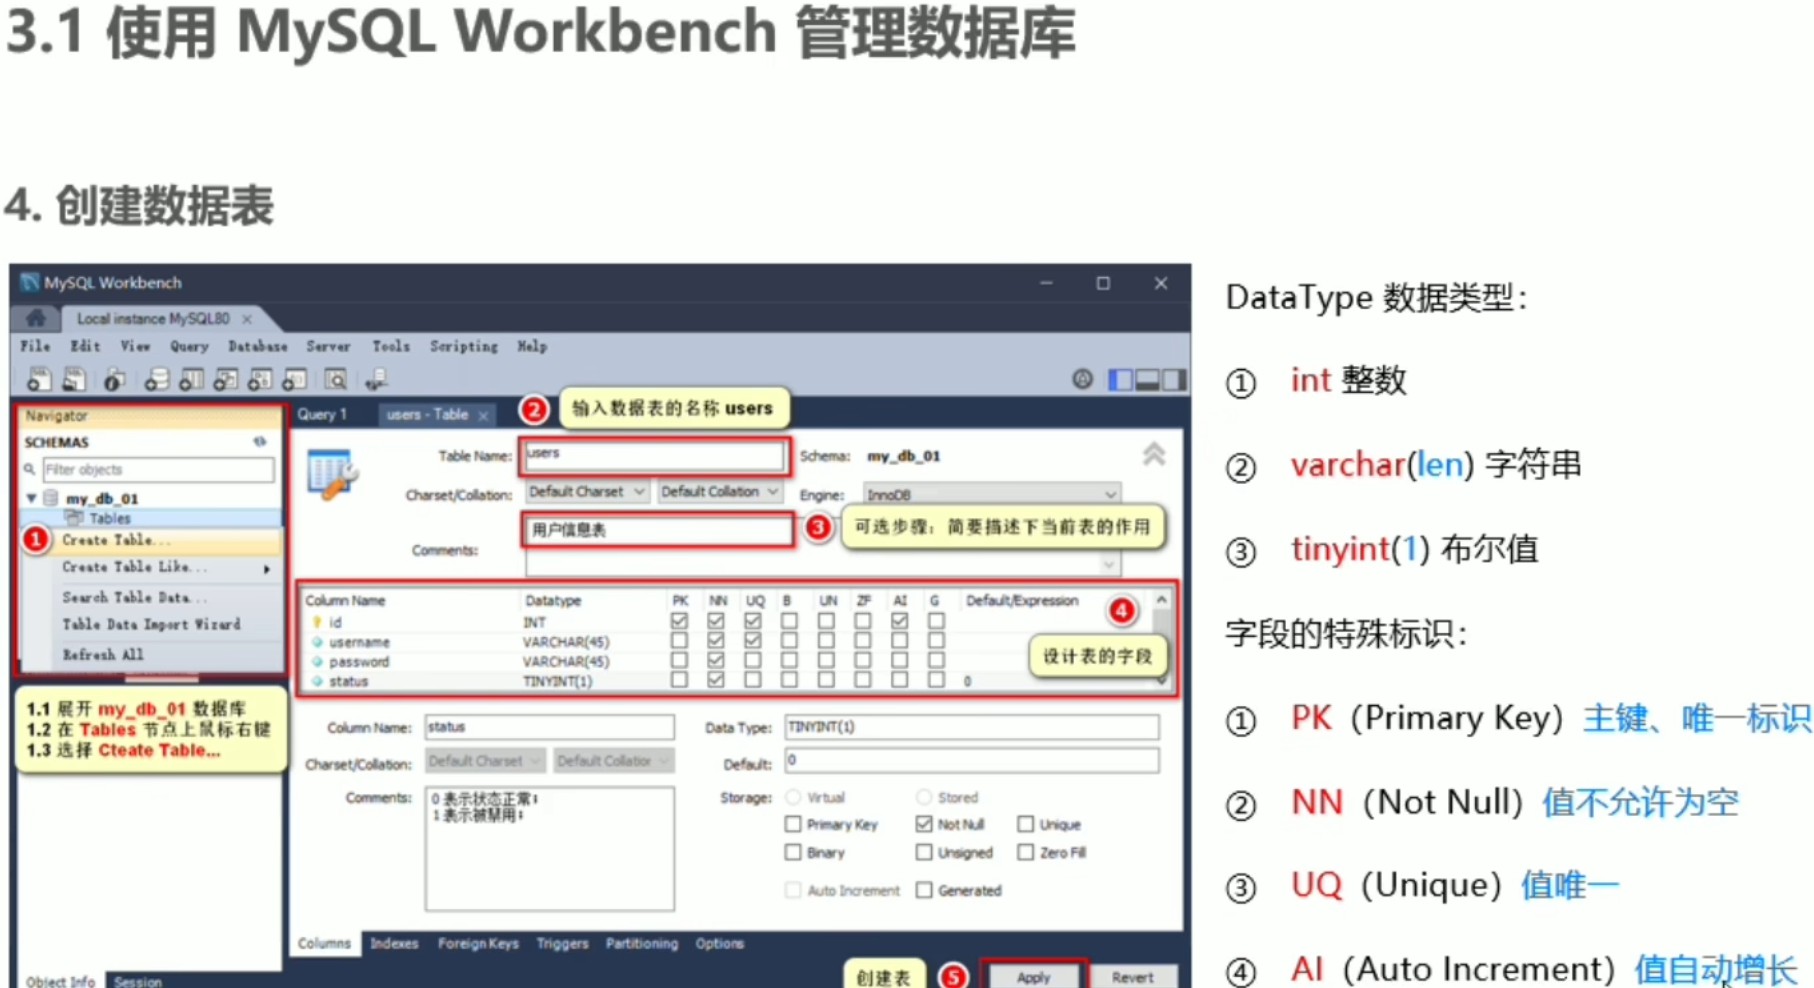 3.1 使用 MySQL Workbench 管理数据库
4. 创建数据表
MySQL Workbench
Local instance MySQL80
File Edit View Query Database Server Tools Scripting Help
Navigator
SCHEMAS
Filter objects
my_db_01
Tables
1
Create Table...
Create Table Like...
Search Table Data...
Table Data Import Wizard
Refresh All
1.1 展开 my_db_01 数据库
1.2 在 Tables 节点上鼠标右键
1.3 选择 Cteate Table...
Object Info Session
Query 1 users - Table
2 输入数据表的名称 users
Table Name: users Schema: my_db_01
Charset/Collation: Default Charset Default Collation Engine: InnoDB
Comments: 用户信息表
3 可选步骤：简要描述下当前表的作用
Column Name Datatype PK NN UQ B UN ZF AI G Default/Expression
id INT
username VARCHAR(45)
password VARCHAR(45)
status TINYINT(1) 0
4
设计表的字段
Column Name: status Data Type: TINYINT(1)
Charset/Collation: Default Charset Default Collation Default: 0
Comments: 0 表示状态正常；
1 表示被禁用；
Storage: Virtual Stored
Primary Key Not Null Unique
Binary Unsigned Zero Fill
Auto Increment Generated
Columns Indexes Foreign Keys Triggers Partitioning Options
创建表 5 Apply Revert
DataType 数据类型：
① int 整数
② varchar(len) 字符串
③ tinyint(1) 布尔值
字段的特殊标识：
① PK（Primary Key）主键、唯一标识
② NN（Not Null）值不允许为空
③ UQ（Unique）值唯一
④ AI（Auto Increment）值自动增长